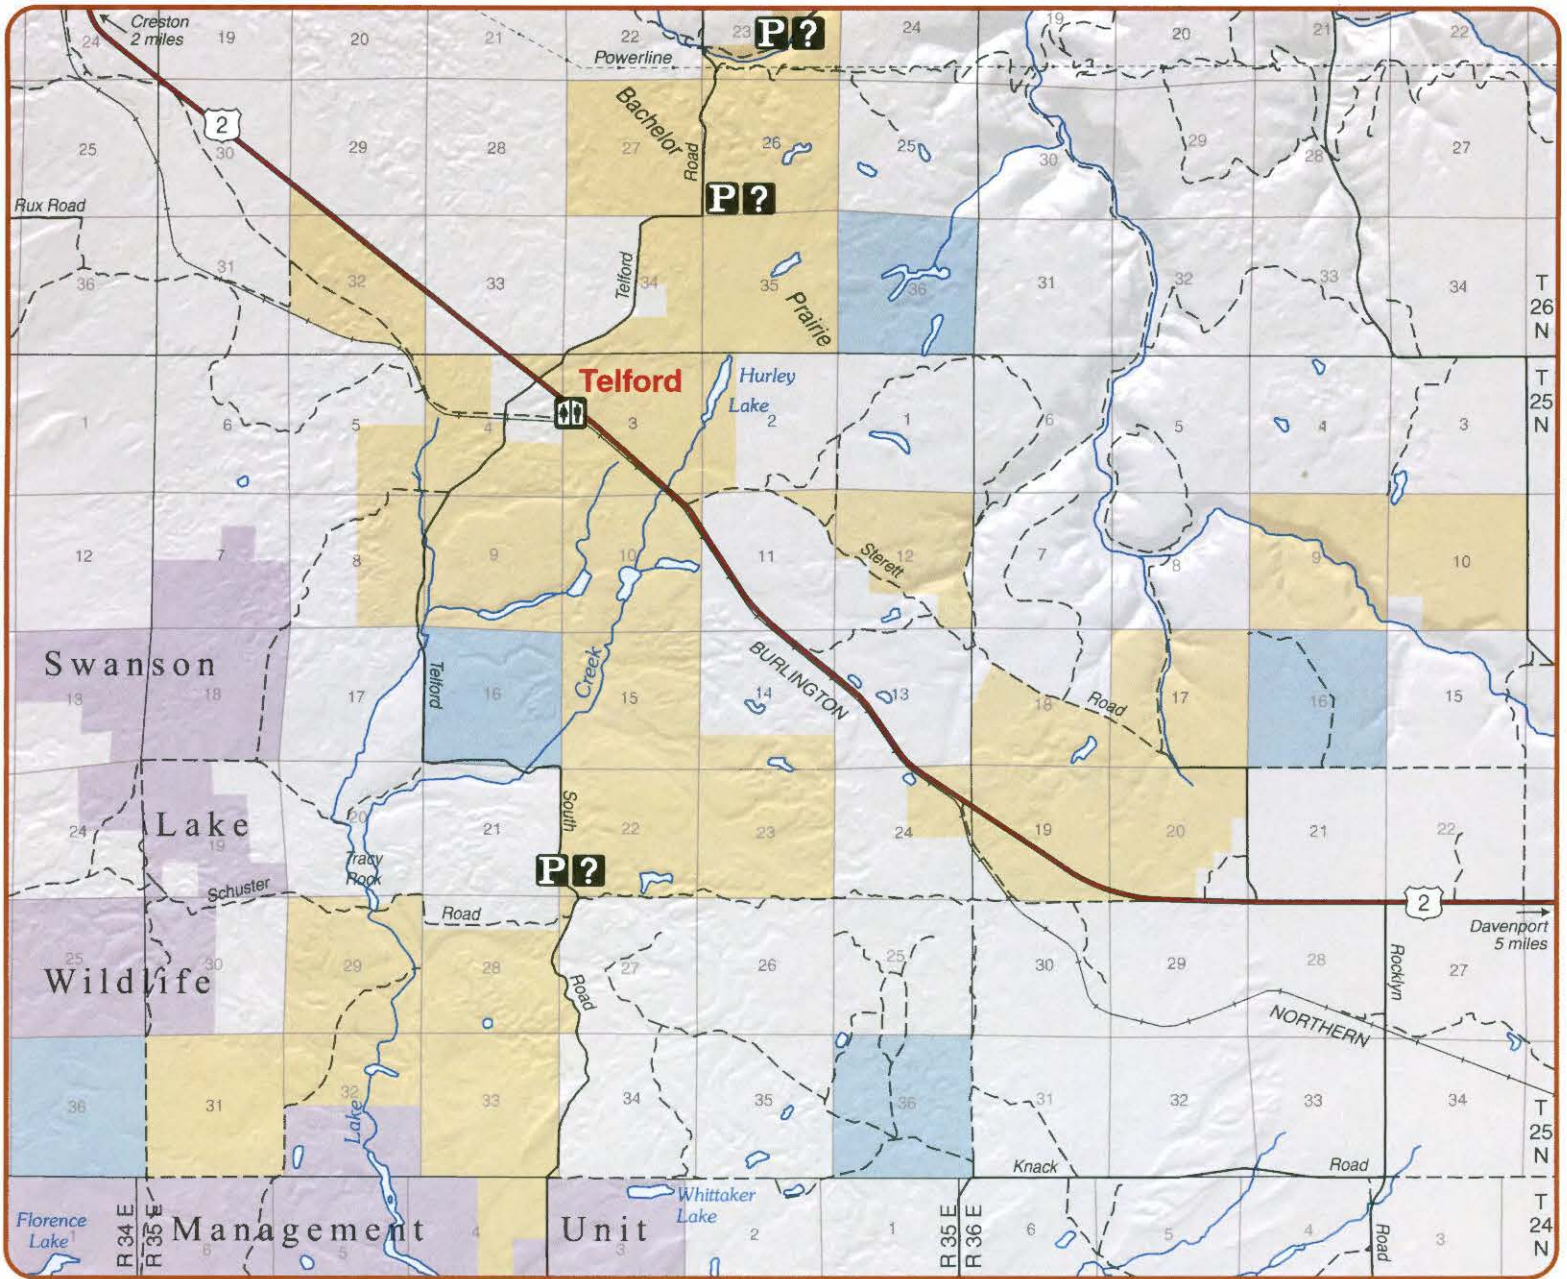 Creston
2 miles
24
19
20
21
22
23
P ?
24
19
20
21
22
Powerline
2
25
30
29
28
27
Bachelor
Road
26
25
30
29
28
27
P ?
Rux Road
36
31
32
33
Telford
34
35
Prairie
36
31
32
33
34
T
26
N
Telford
Hurley
Lake
T
25
N
1
6
5
4
3
2
1
6
5
4
3
12
7
8
9
10
11
Sterett
12
7
8
9
10
Swanson
13
18
17
Telford
16
Creek
15
14
BURLINGTON
13
18
Road
17
16
15
24
Lake
19
20
Tracy
Rock
21
South
22
23
24
19
20
21
22
P ?
Schuster
Road
2
Davenport
5 miles
25
Wildlife
30
29
28
Road
27
26
25
30
29
28
Rocklyn
27
NORTHERN
36
31
32
33
34
35
36
31
32
33
34
T
25
N
Lake
Knack
Road
Florence
Lake
1
R 34 E
R 35 E
Management
6
5
4
Unit
3
Whittaker
Lake
2
1
R 35 E
R 36 E
6
5
4
Road
3
T
24
N